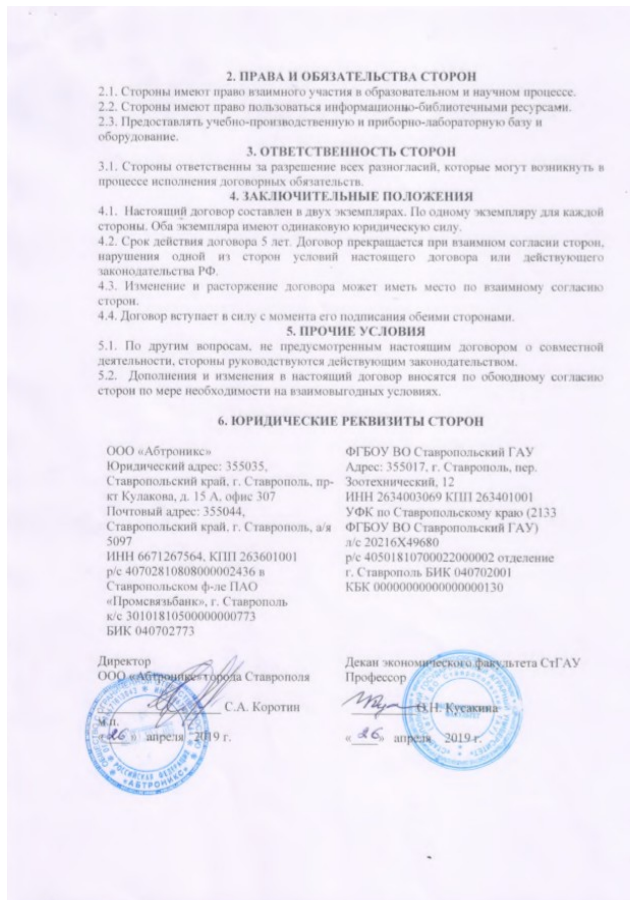 2. ПРАВА И ОБЯЗАТЕЛЬСТВА СТОРОН
2.1. Стороны имеют право взаимного участия в образовательном и научном процессе.
2.2. Стороны имеют право пользоваться информационно-библиотечными ресурсами.
2.3. Предоставлять учебно-производственную и приборно-лабораторную базу и
оборудование.
3. ОТВЕТСТВЕННОСТЬ СТОРОН
3.1. Стороны ответственны за разрешение всех разногласий, которые могут возникнуть в
процессе исполнения договорных обязательств.
4. ЗАКЛЮЧИТЕЛЬНЫЕ ПОЛОЖЕНИЯ
4.1. Настоящий договор составлен в двух экземплярах. По одному экземпляру для каждой
стороны. Оба экземпляра имеют одинаковую юридическую силу.
4.2. Срок действия договора 5 лет. Договор прекращается при взаимном согласии сторон,
нарушения одной из сторон условий настоящего договора или действующего
законодательства РФ.
4.3. Изменение и расторжение договора может иметь место по взаимному согласию
сторон.
4.4. Договор вступает в силу с момента его подписания обеими сторонами.
5. ПРОЧИЕ УСЛОВИЯ
5.1. По другим вопросам, не предусмотренным настоящим договором о совместной
деятельности, стороны руководствуются действующим законодательством.
5.2. Дополнения и изменения в настоящий договор вносятся по обоюдному согласию
сторон по мере необходимости на взаимовыгодных условиях.
6. ЮРИДИЧЕСКИЕ РЕКВИЗИТЫ СТОРОН
ООО «Абтроникс»
Юридический адрес: 355035,
Ставропольский край, г. Ставрополь, пр-
кт Кулакова, д. 15 А, офис 307
Почтовый адрес: 355044,
Ставропольский край, г. Ставрополь, а/я
5097
ИНН 6671267564, КПП 263601001
р/с 40702810808000002436 в
Ставропольском ф-ле ПАО
«Промсвязьбанк», г. Ставрополь
к/с 30101810500000000773
БИК 040702773
ФГБОУ ВО Ставропольский ГАУ
Адрес: 355017, г. Ставрополь, пер.
Зоотехнический, 12
ИНН 2634003069 КПП 263401001
УФК по Ставропольскому краю (2133
ФГБОУ ВО Ставропольский ГАУ)
л/с 20216Х49680
р/с 40501810700022000002 отделение
г. Ставрополь БИК 040702001
КБК 00000000000000000130
Директор
ООО «Абтроникс» города Ставрополя
С.А. Коротин
м.п.
«26» апреля 2019 г.
РОССИЙСКАЯ ФЕДЕРАЦИЯ
«АБТРОНИКС»
Декан экономического факультета СтГАУ
Профессор
О.Н. Кусакина
«26» апреля 2019 г.